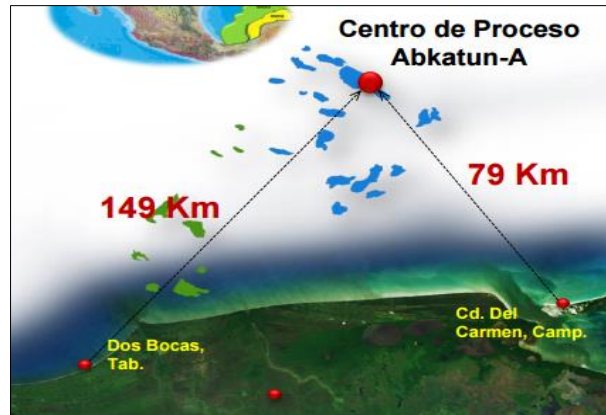 Centro de Proceso
Abkatun-A
149 Km
79 Km
Dos Bocas,
Tab.
Cd. Del
Carmen, Camp.